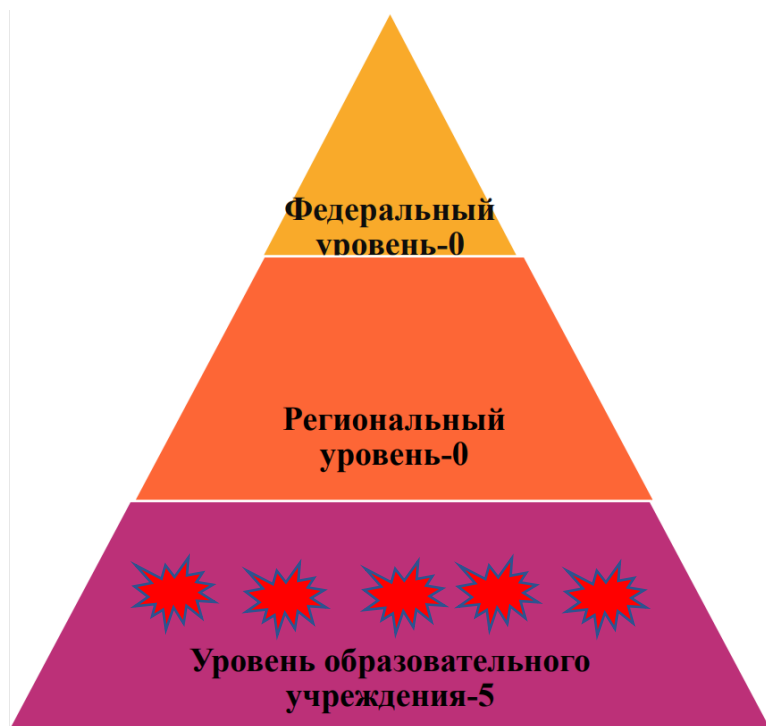 Федеральный
уровень-0
Региональный
уровень-0
Уровень образовательного
учреждения-5